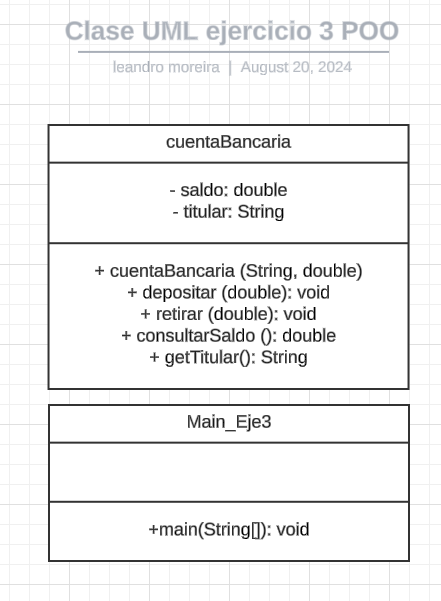 Clase UML ejercicio 3 POO
leandro moreira | August 20, 2024
cuentaBancaria
- saldo: double
- titular: String
+ cuentaBancaria (String, double)
+ depositar (double): void
+ retirar (double): void
+ consultarSaldo (): double
+ getTitular(): String
Main_Eje3
+main(String[]): void